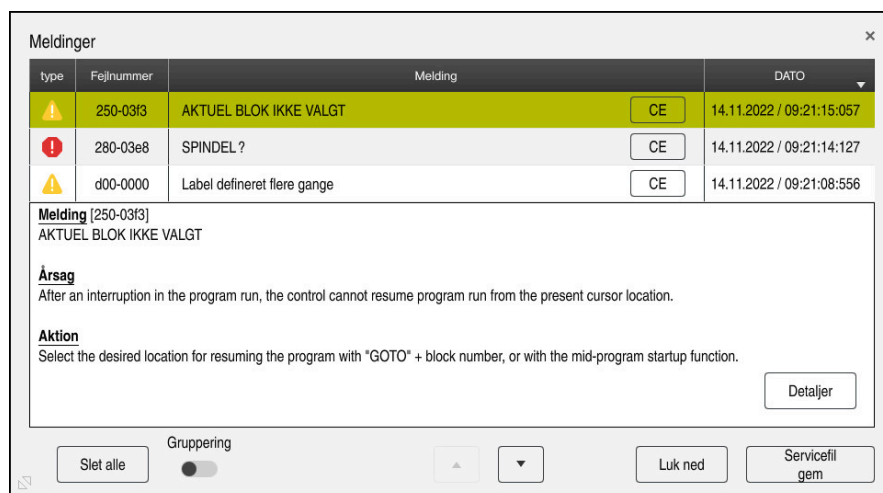 Meldinger
type Fejlnummer Melding DATO
250-03f3 AKTUEL BLOK IKKE VALGT CE 14.11.2022 / 09:21:15:057
280-03e8 SPINDEL? CE 14.11.2022 / 09:21:14:127
d00-0000 Label defineret flere gange CE 14.11.2022 / 09:21:08:556
Melding [250-03f3]
AKTUEL BLOK IKKE VALGT
Årsag
After an interruption in the program run, the control cannot resume program run from the present cursor location.
Aktion
Select the desired location for resuming the program with "GOTO" + block number, or with the mid-program startup function.
Detaljer
Gruppering
Slet alle Luk ned Servicefil
gem